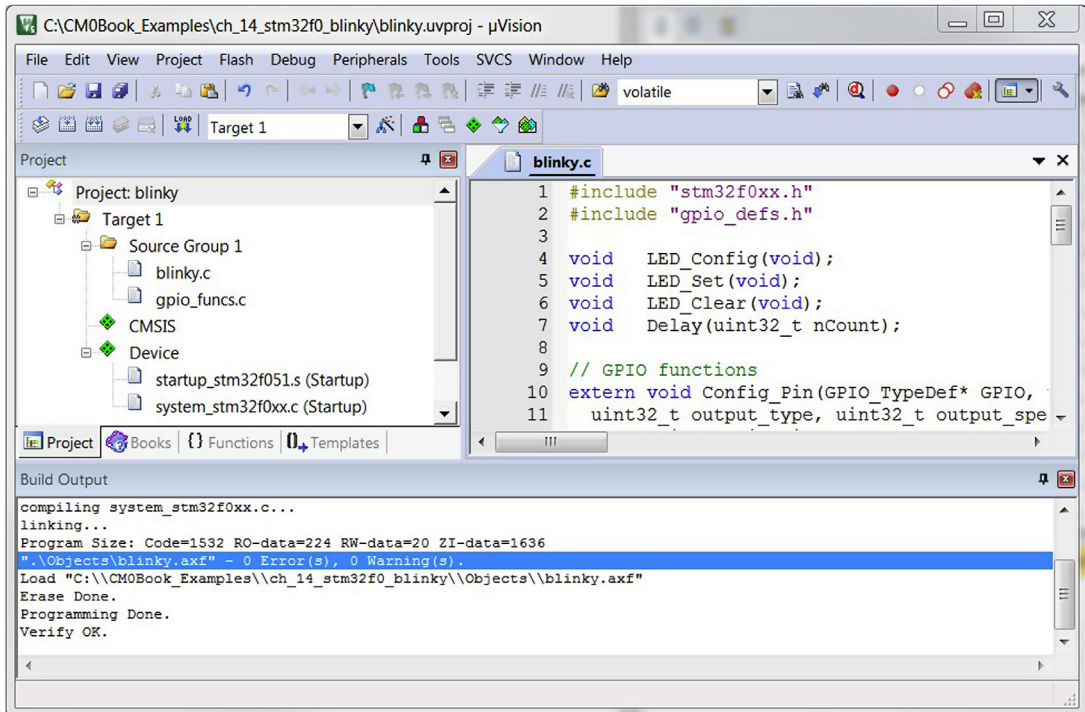 C:\CM0Book_Examples\ch_14_stm32f0_blinky\blinky.uvproj - µVision
File Edit View Project Flash Debug Peripherals Tools SVCS Window Help
volatile
LOAD Target 1
Project
Project: blinky
Target 1
Source Group 1
blinky.c
gpio_funcs.c
CMSIS
Device
startup_stm32f051.s (Startup)
system_stm32f0xx.c (Startup)
Project Books {} Functions Templates
blinky.c
1 #include "stm32f0xx.h"
2 #include "gpio_defs.h"
3
4 void LED_Config(void);
5 void LED_Set(void);
6 void LED_Clear(void);
7 void Delay(uint32_t nCount);
8
9 // GPIO functions
10 extern void Config_Pin(GPIO_TypeDef* GPIO,
11 uint32_t output_type, uint32_t output_spe
Build Output
compiling system_stm32f0xx.c...
linking...
Program Size: Code=1532 RO-data=224 RW-data=20 ZI-data=1636
".\Objects\blinky.axf" - 0 Error(s), 0 Warning(s).
Load "C:\\CM0Book_Examples\\ch_14_stm32f0_blinky\\Objects\\blinky.axf"
Erase Done.
Programming Done.
Verify OK.